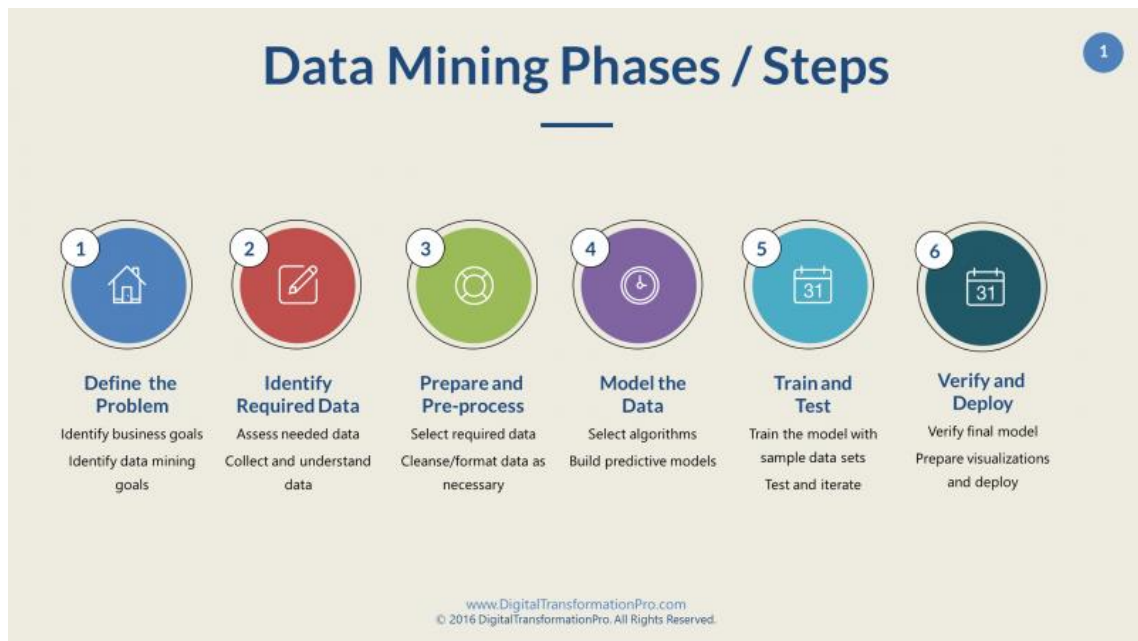 Data Mining Phases / Steps
1
1
2
3
4
5
31
6
31
Define the
Problem
Identify business goals
Identify data mining
goals
Identify
Required Data
Assess needed data
Collect and understand
data
Prepare and
Pre-process
Select required data
Cleanse/format data as
necessary
Model the
Data
Select algorithms
Build predictive models
Train and
Test
Train the model with
sample data sets
Test and iterate
Verify and
Deploy
Verify final model
Prepare visualizations
and deploy
www.DigitalTransformationPro.com
© 2016 DigitalTransformationPro. All Rights Reserved.